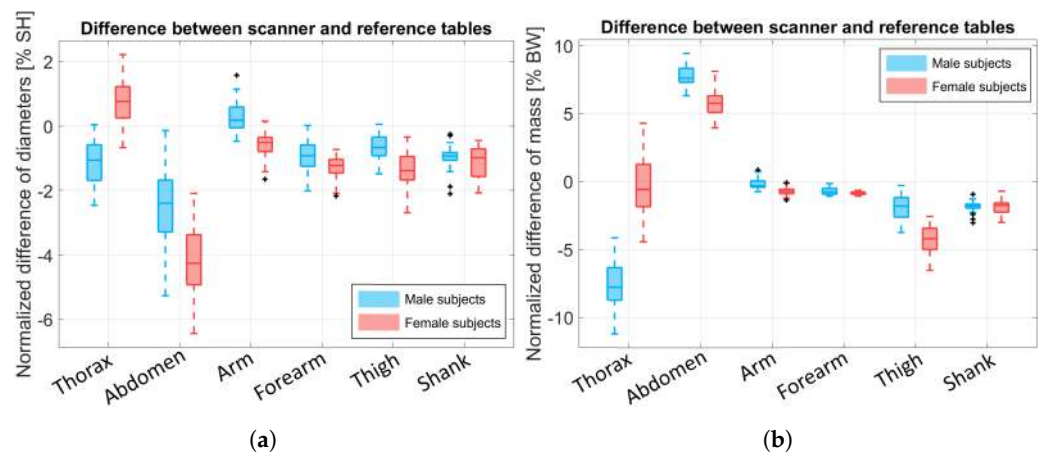 (a)
Difference between scanner and reference tables
Normalized difference of diameters [% SH]
2
0
-2
-4
-6
Male subjects
Female subjects
Thorax
Abdomen
Arm
Forearm
Thigh
Shank
(a)
(b)
Difference between scanner and reference tables
Normalized difference of mass [% BW]
10
5
0
-5
-10
Male subjects
Female subjects
Thorax
Abdomen
Arm
Forearm
Thigh
Shank
(b)